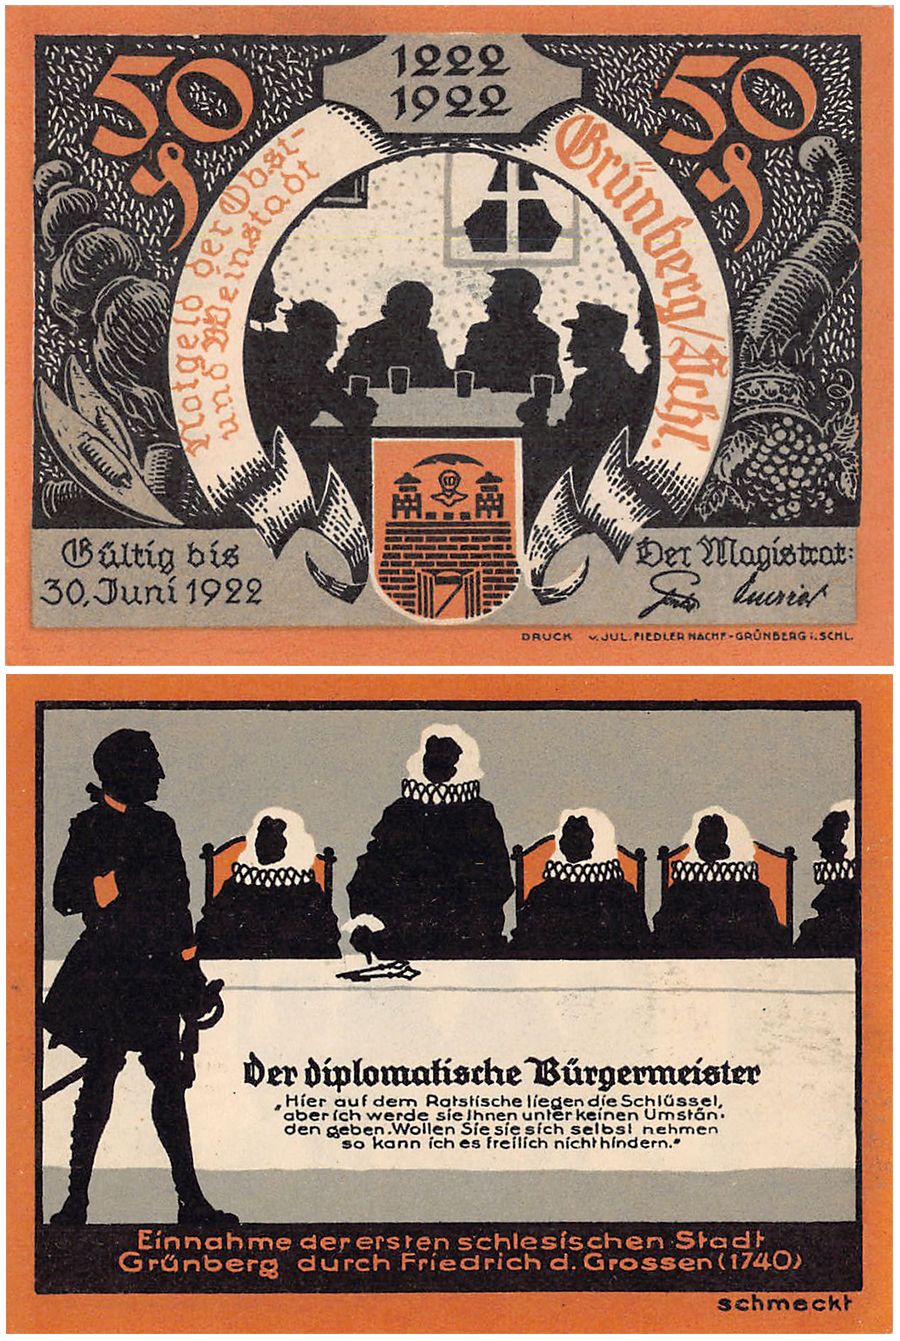 50 ₰
1222
1922
50 ₰
Notgeld der Obst-
und Weinstadt
Grünberg/Schl.
Gültig bis
30. Juni 1922
Der Magistrat:
DRUCK v. JUL. FIEDLER NACHF - GRÜNBERG i. SCHL.
Der diplomatische Bürgermeister
„Hier auf dem Ratstische liegen die Schlüssel,
aber ich werde sie Ihnen unter keinen Umstän-
den geben. Wollen Sie sie sich selbst nehmen
so kann ich es freilich nicht hindern.“
Einnahme der ersten schlesischen Stadt
Grünberg durch Friedrich d. Grossen (1740)
schmeckt